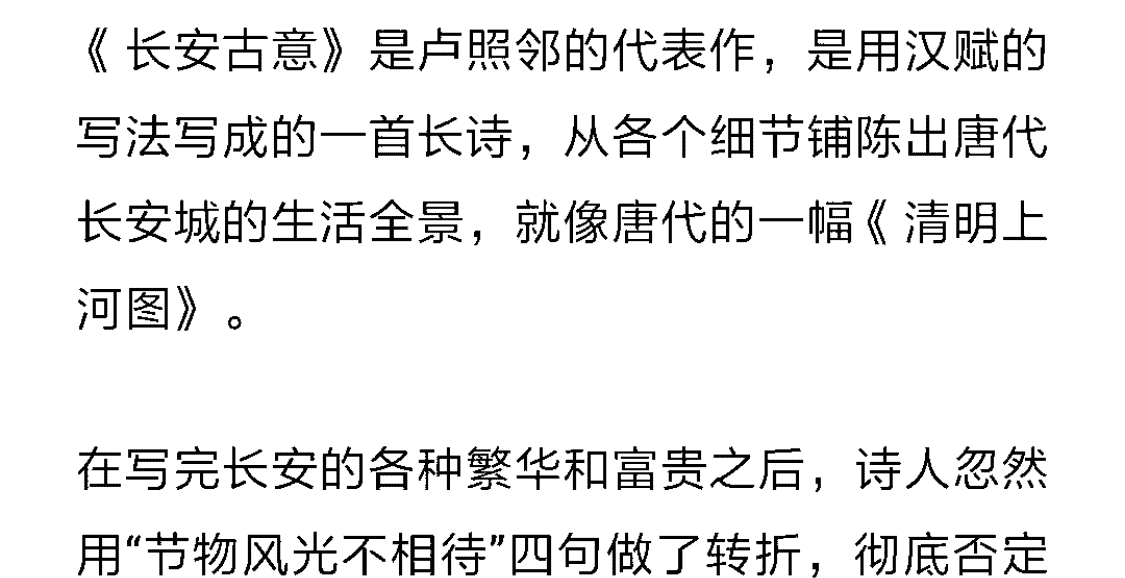 《长安古意》是卢照邻的代表作，是用汉赋的
写法写成的一首长诗，从各个细节铺陈出唐代
长安城的生活全景，就像唐代的一幅《清明上
河图》。
在写完长安的各种繁华和富贵之后，诗人忽然
用“节物风光不相待”四句做了转折，彻底否定